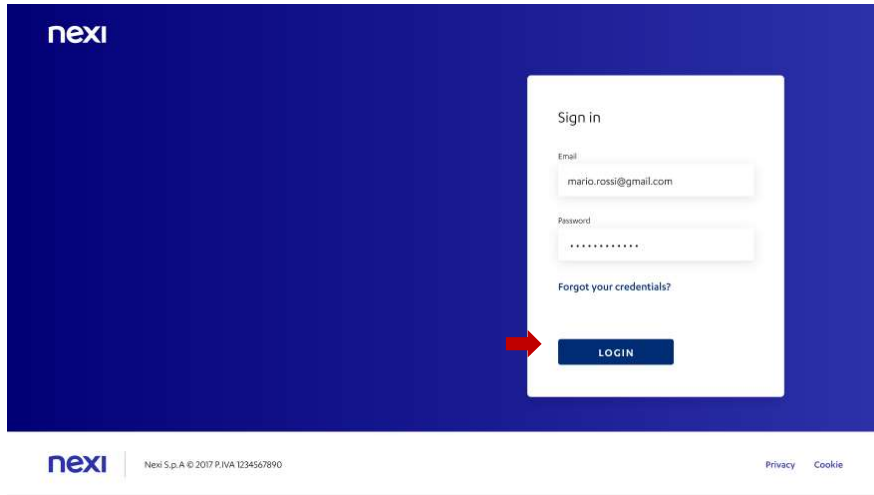 nexi
Sign in
Email
mario.rossi@gmail.com
Password
............
Forgot your credentials?
LOGIN
nexi
Nexi S.p.A © 2017 P.IVA 1234567890
Privacy Cookie